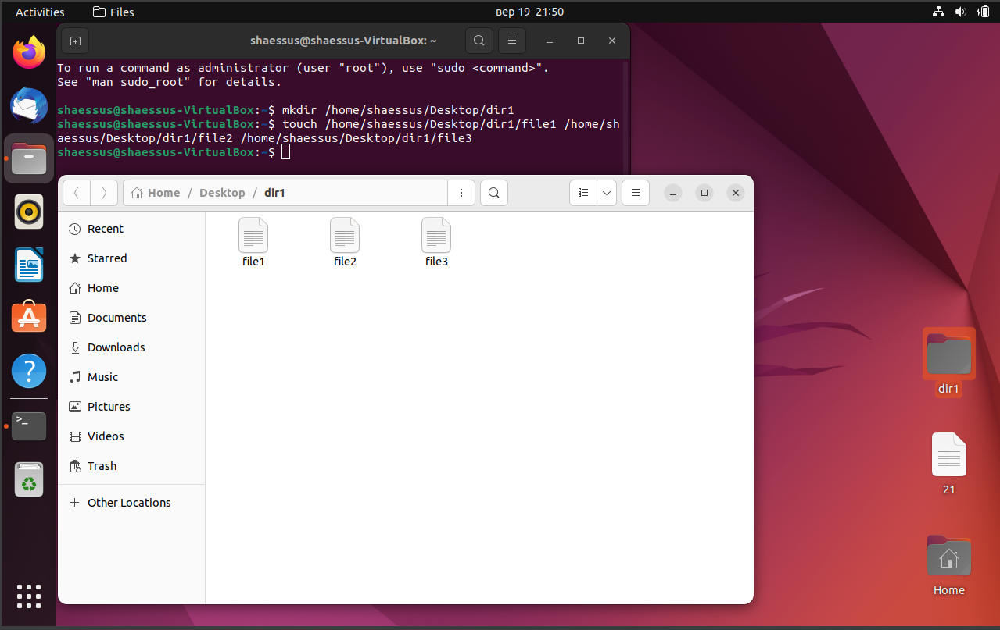 Activities
Files
вер 19 21:50
shaessus@shaessus-VirtualBox: ~
To run a command as administrator (user "root"), use "sudo <command>".
See "man sudo_root" for details.
shaessus@shaessus-VirtualBox:~$ mkdir /home/shaessus/Desktop/dir1
shaessus@shaessus-VirtualBox:~$ touch /home/shaessus/Desktop/dir1/file1 /home/sh
aessus/Desktop/dir1/file2 /home/shaessus/Desktop/dir1/file3
shaessus@shaessus-VirtualBox:~$
Home / Desktop / dir1
Recent
Starred
Home
Documents
Downloads
Music
Pictures
Videos
Trash
Other Locations
file1
file2
file3
dir1
21
Home